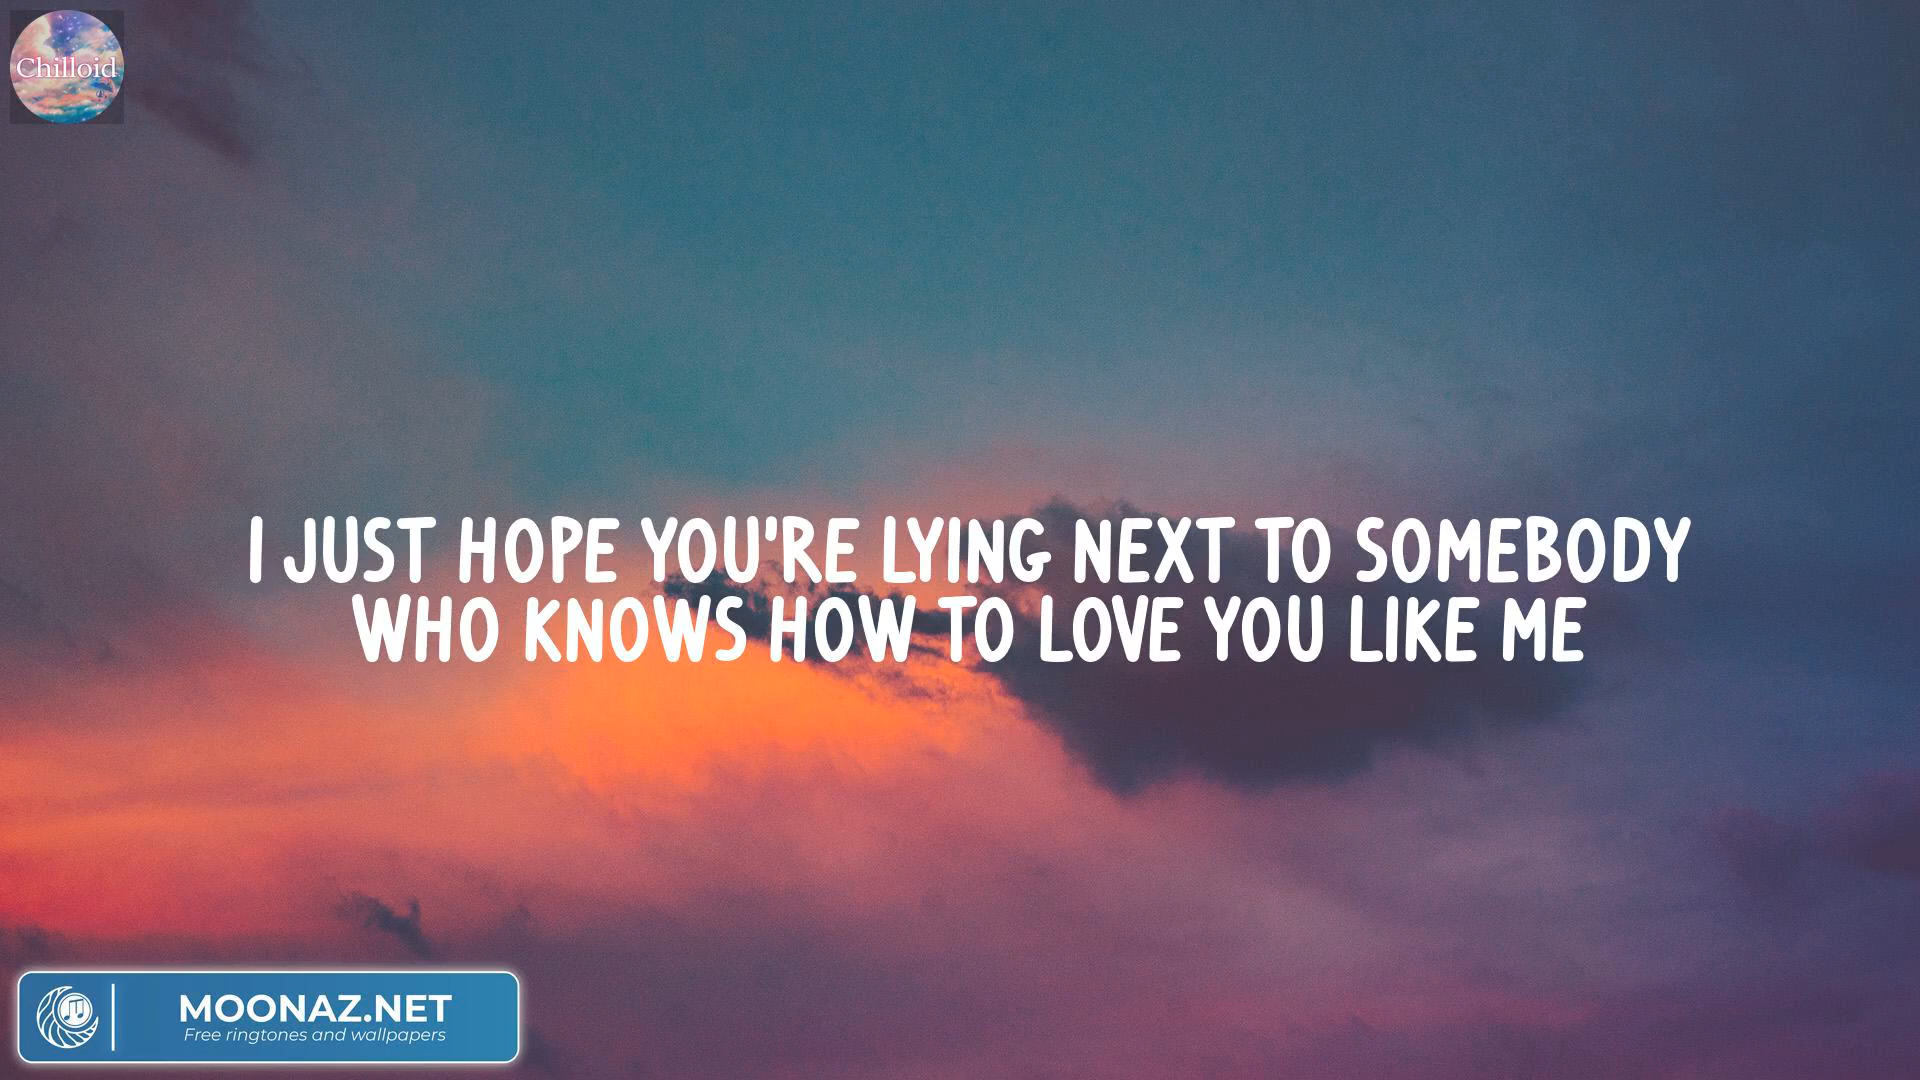 Chilloid
I JUST HOPE YOU'RE LYING NEXT TO SOMEBODY
WHO KNOWS HOW TO LOVE YOU LIKE ME
MOONAZ.NET
Free ringtones and wallpapers